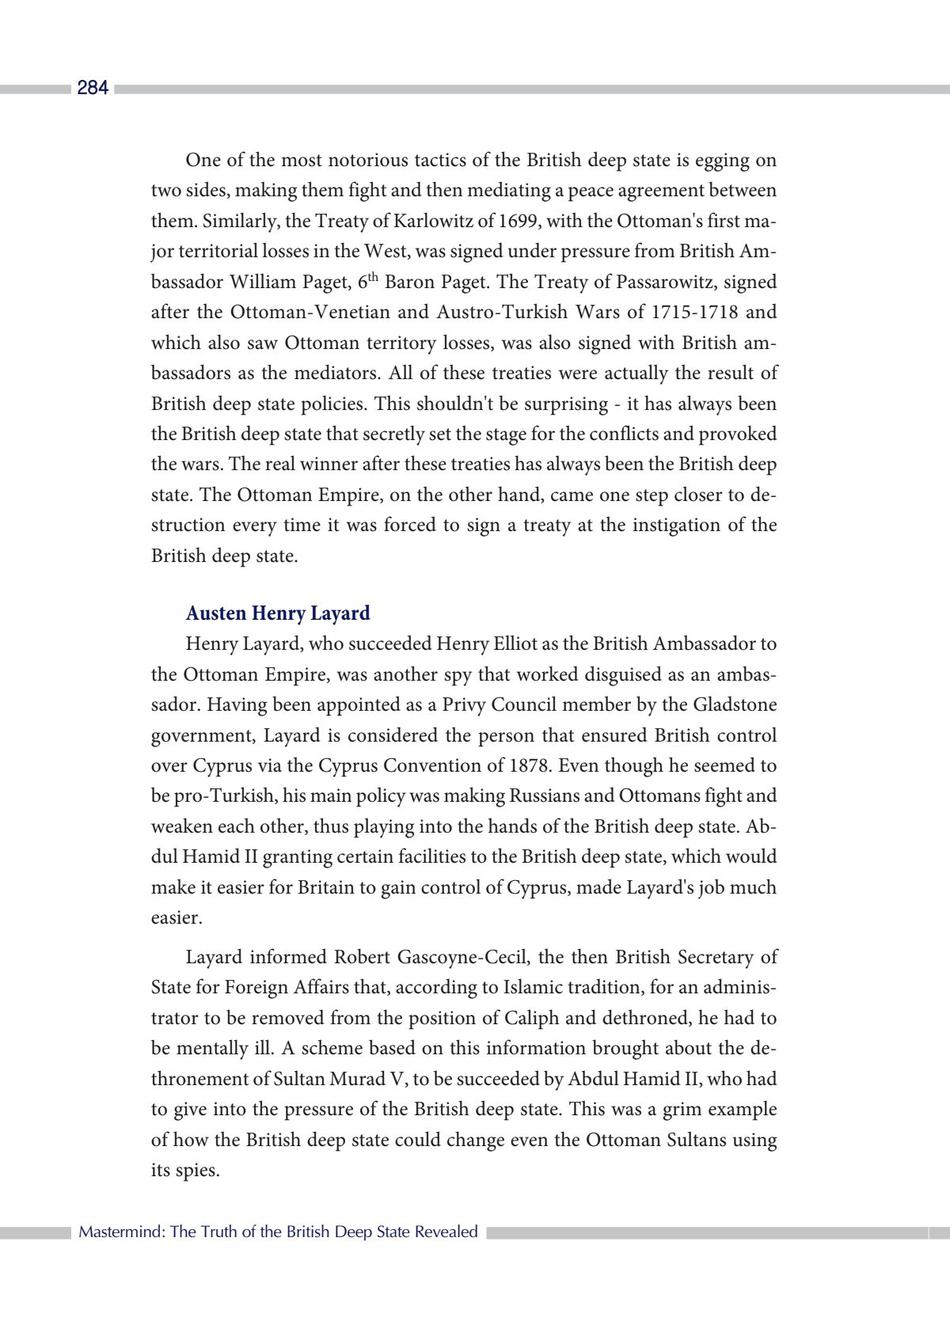 284
One of the most notorious tactics of the British deep state is egging on
two sides, making them fight and then mediating a peace agreement between
them. Similarly, the Treaty of Karlowitz of 1699, with the Ottoman's first ma-
jor territorial losses in the West, was signed under pressure from British Am-
bassador William Paget, 6th Baron Paget. The Treaty of Passarowitz, signed
after the Ottoman-Venetian and Austro-Turkish Wars of 1715-1718 and
which also saw Ottoman territory losses, was also signed with British am-
bassadors as the mediators. All of these treaties were actually the result of
British deep state policies. This shouldn't be surprising - it has always been
the British deep state that secretly set the stage for the conflicts and provoked
the wars. The real winner after these treaties has always been the British deep
state. The Ottoman Empire, on the other hand, came one step closer to de-
struction every time it was forced to sign a treaty at the instigation of the
British deep state.
Austen Henry Layard
Henry Layard, who succeeded Henry Elliot as the British Ambassador to
the Ottoman Empire, was another spy that worked disguised as an ambas-
sador. Having been appointed as a Privy Council member by the Gladstone
government, Layard is considered the person that ensured British control
over Cyprus via the Cyprus Convention of 1878. Even though he seemed to
be pro-Turkish, his main policy was making Russians and Ottomans fight and
weaken each other, thus playing into the hands of the British deep state. Ab-
dul Hamid II granting certain facilities to the British deep state, which would
make it easier for Britain to gain control of Cyprus, made Layard's job much
easier.
Layard informed Robert Gascoyne-Cecil, the then British Secretary of
State for Foreign Affairs that, according to Islamic tradition, for an adminis-
trator to be removed from the position of Caliph and dethroned, he had to
be mentally ill. A scheme based on this information brought about the de-
thronement of Sultan Murad V, to be succeeded by Abdul Hamid II, who had
to give into the pressure of the British deep state. This was a grim example
of how the British deep state could change even the Ottoman Sultans using
its spies.
Mastermind: The Truth of the British Deep State Revealed